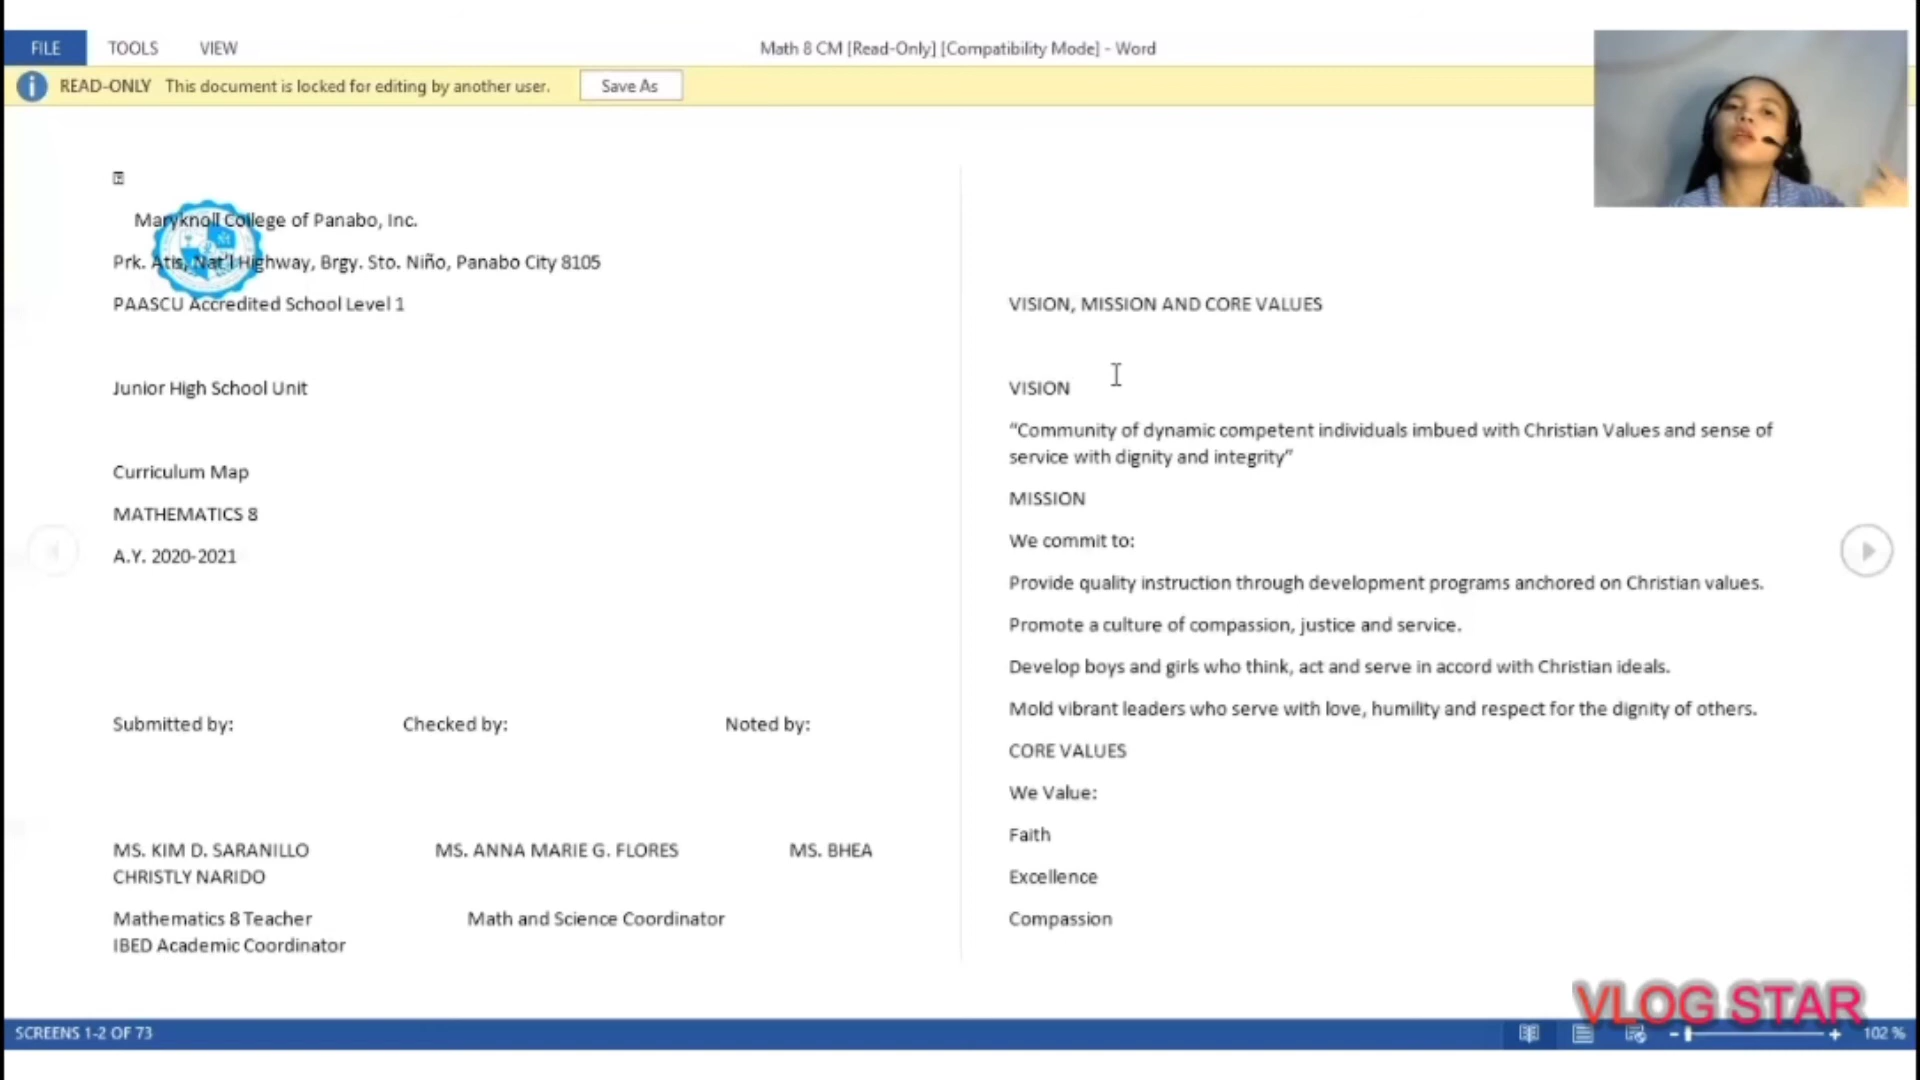 FILE TOOLS VIEW Math 8 CM [Read-Only] [Compatibility Mode] - Word
READ-ONLY This document is locked for editing by another user. Save As
Maryknoll College of Panabo, Inc.
Prk. Atis, Nat'l Highway, Brgy. Sto. Niño, Panabo City 8105
PAASCU Accredited School Level 1
Junior High School Unit
Curriculum Map
MATHEMATICS 8
A.Y. 2020-2021
Submitted by: Checked by: Noted by:
MS. KIM D. SARANILLO MS. ANNA MARIE G. FLORES MS. BHEA
CHRISTLY NARIDO
Mathematics 8 Teacher Math and Science Coordinator
IBED Academic Coordinator
VISION, MISSION AND CORE VALUES
VISION
“Community of dynamic competent individuals imbued with Christian Values and sense of
service with dignity and integrity”
MISSION
We commit to:
Provide quality instruction through development programs anchored on Christian values.
Promote a culture of compassion, justice and service.
Develop boys and girls who think, act and serve in accord with Christian ideals.
Mold vibrant leaders who serve with love, humility and respect for the dignity of others.
CORE VALUES
We Value:
Faith
Excellence
Compassion
VLOG STAR
SCREENS 1-2 OF 73 102 %